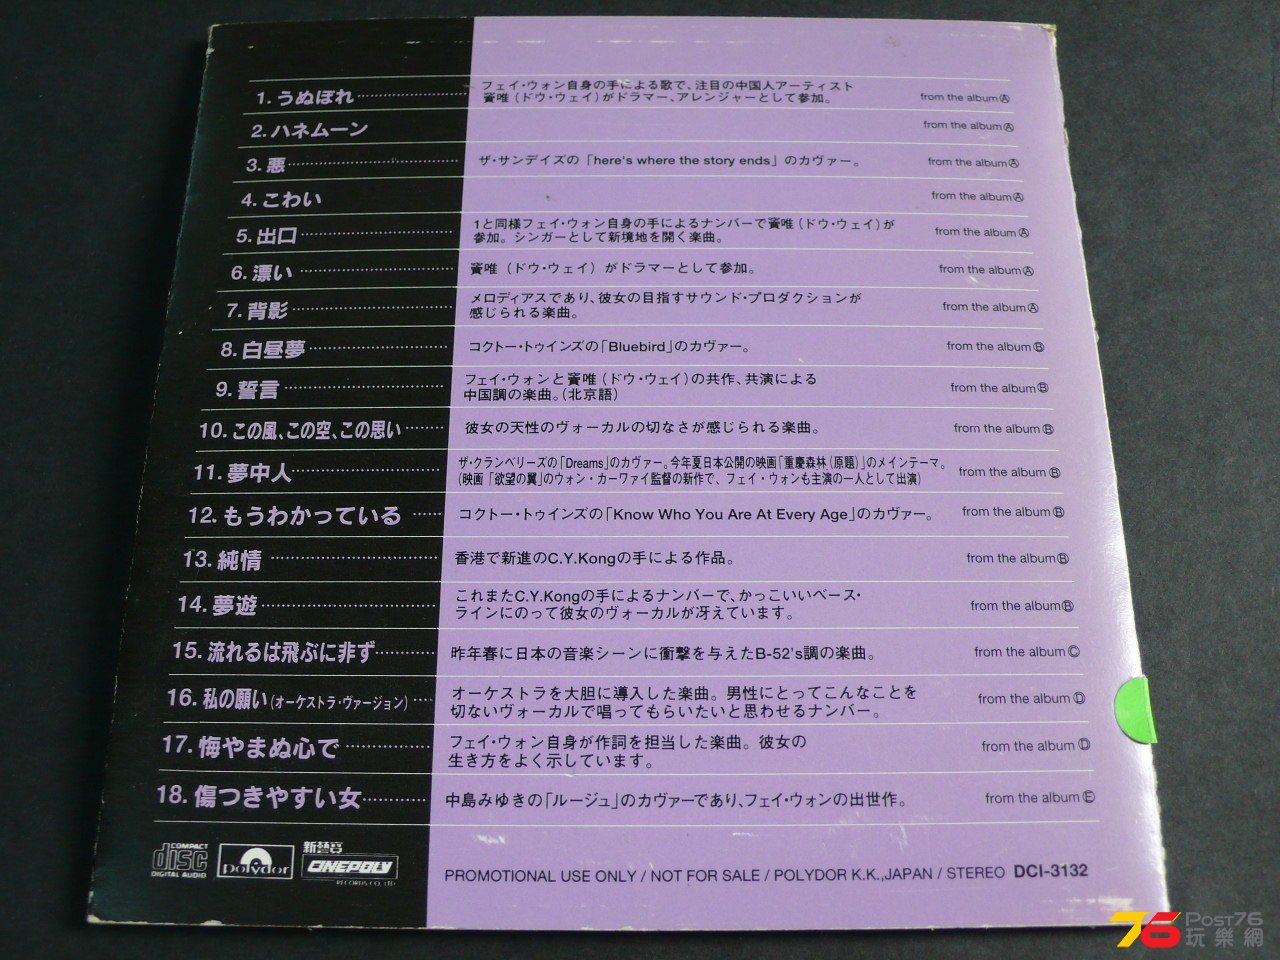 1. うぬぼれ フェイ・ウォン自身の手による歌で、注目の中国人アーティスト
竇唯(ドウ・ウェイ)がドラマー、アレンジャーとして参加。 from the albumⒶ
2. ハネムーン from the albumⒶ
3. 悪 ザ・サンデイズの「here's where the story ends」のカヴァー。 from the albumⒶ
4. こわい from the albumⒶ
5. 出口 1と同様フェイ・ウォン自身の手によるナンバーで竇唯(ドウ・ウェイ)が
参加。シンガーとして新境地を開く楽曲。 from the albumⒶ
6. 漂い 竇唯(ドウ・ウェイ)がドラマーとして参加。 from the albumⒶ
7. 背影 メロディアスであり、彼女の目指すサウンド・プロダクションが
感じられる楽曲。 from the albumⒶ
8. 白昼夢 コクトー・トゥインズの「Bluebird」のカヴァー。 from the albumⒷ
9. 誓言 フェイ・ウォンと竇唯(ドウ・ウェイ)の共作、共演による
中国調の楽曲。(北京語) from the albumⒷ
10. この風、この空、この思い 彼女の天性のヴォーカルの切なさが感じられる楽曲。 from the albumⒷ
11. 夢中人 ザ・クランベリーズの「Dreams」のカヴァー。今年夏日本公開の映画「重慶森林(原題)」のメインテーマ。
(映画「欲望の翼」のウォン・カーワァイ監督の新作で、フェイ・ウォンも主演の一人として出演) from the albumⒷ
12. もうわかっている コクトー・トゥインズの「Know Who You Are At Every Age」のカヴァー。 from the albumⒷ
13. 純情 香港で新進のC.Y.Kongの手による作品。 from the albumⒷ
14. 夢遊 これまたC.Y.Kongの手によるナンバーで、かっこいいベース・
ラインにのって彼女のヴォーカルが冴えています。 from the albumⒷ
15. 流れるは飛ぶに非ず 昨年春に日本の音楽シーンに衝撃を与えたB-52's調の楽曲。 from the albumⒸ
16. 私の願い(オーケストラ・ヴァージョン) オーケストラを大胆に導入した楽曲。男性にとってこんなことを
切ないヴォーカルで唱ってもらいたいと思わせるナンバー。 from the albumⒹ
17. 悔やまぬ心で フェイ・ウォン自身が作詞を担当した楽曲。彼女の
生き方をよく示しています。 from the albumⒹ
18. 傷つきやすい女 中島みゆきの「ルージュ」のカヴァーであり、フェイ・ウォンの出世作。 from the albumⒺ
COMPACT disc DIGITAL AUDIO
polydor
新藝寶
CINEPOLY
RECORDS CO. LTD
PROMOTIONAL USE ONLY / NOT FOR SALE / POLYDOR K.K.,JAPAN / STEREO DCI-3132
76 Post76
玩樂網